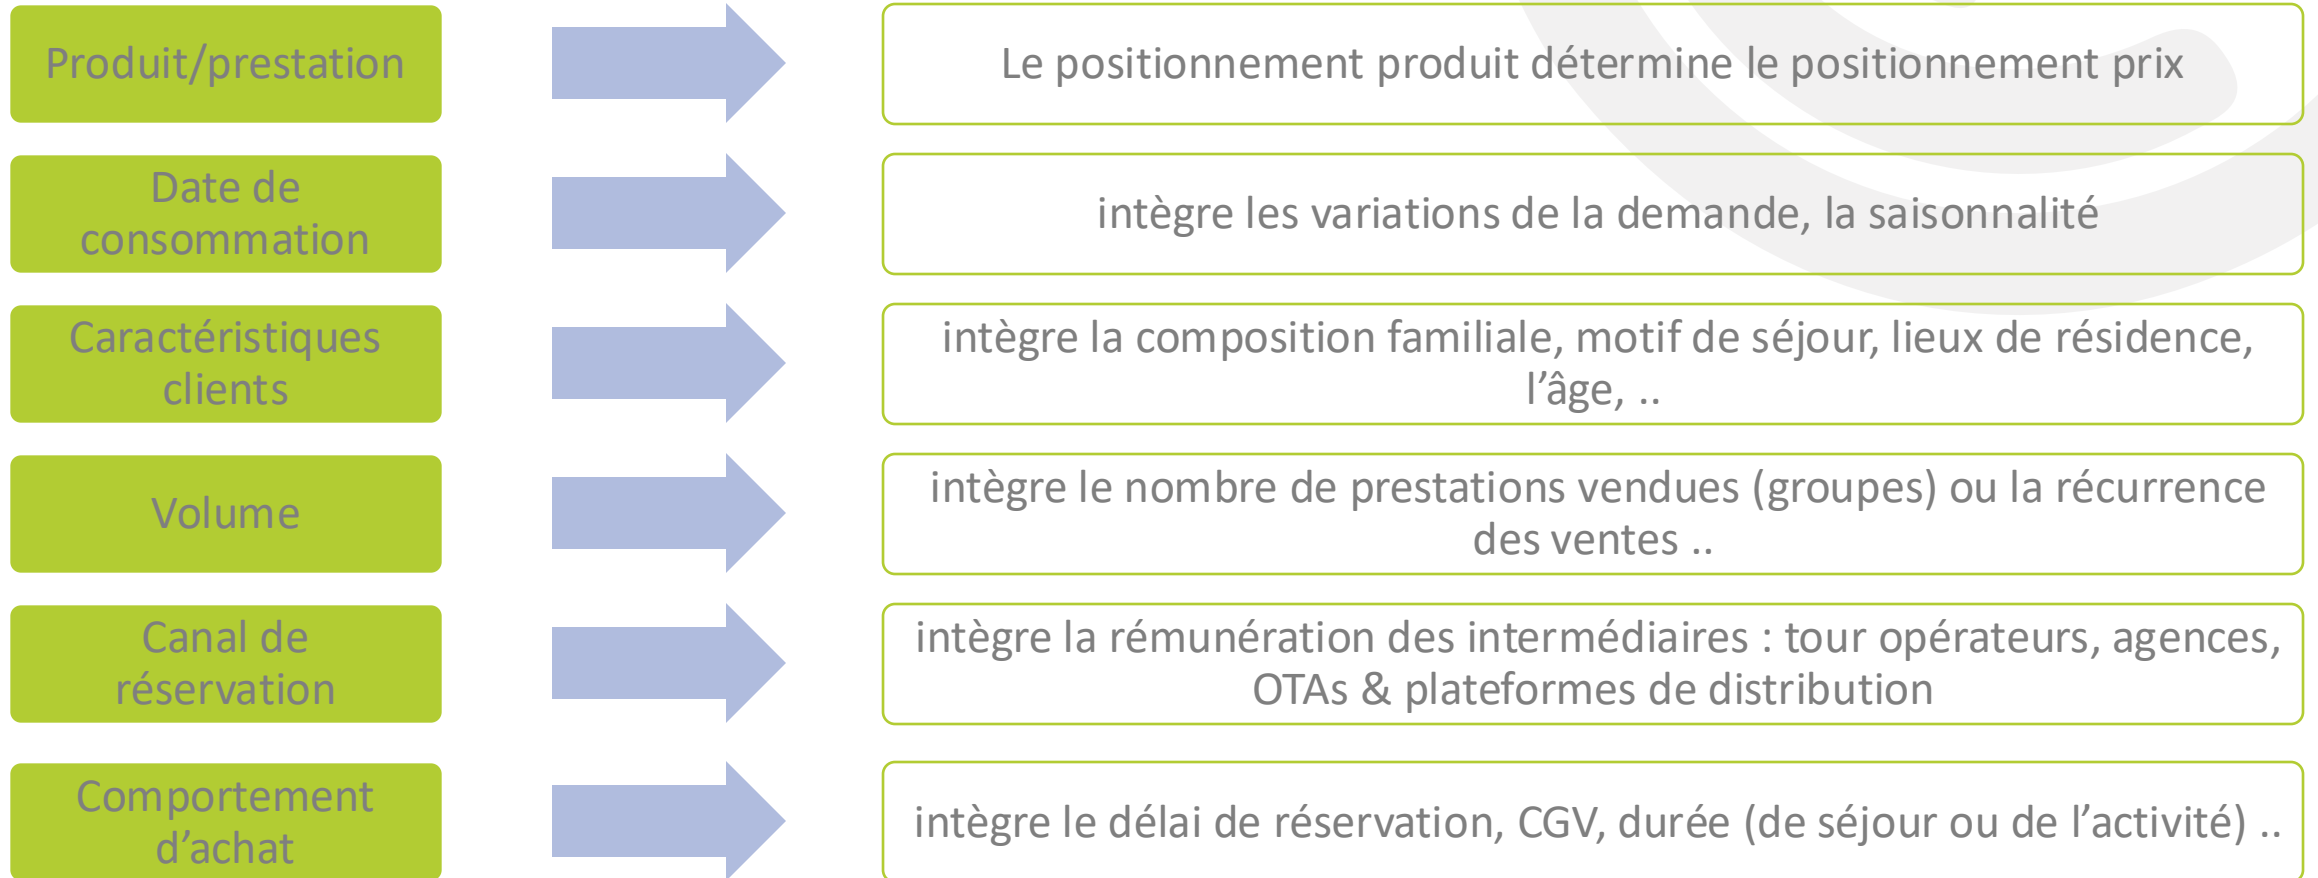 Produit/prestation
Le positionnement produit détermine le positionnement prix
Date de
consommation
intègre les variations de la demande, la saisonnalité
Caractéristiques
clients
intègre la composition familiale, motif de séjour, lieux de résidence,
l’âge, ..
Volume
intègre le nombre de prestations vendues (groupes) ou la récurrence
des ventes ..
Canal de
réservation
intègre la rémunération des intermédiaires : tour opérateurs, agences,
OTAs & plateformes de distribution
Comportement
d’achat
intègre le délai de réservation, CGV, durée (de séjour ou de l’activité) ..